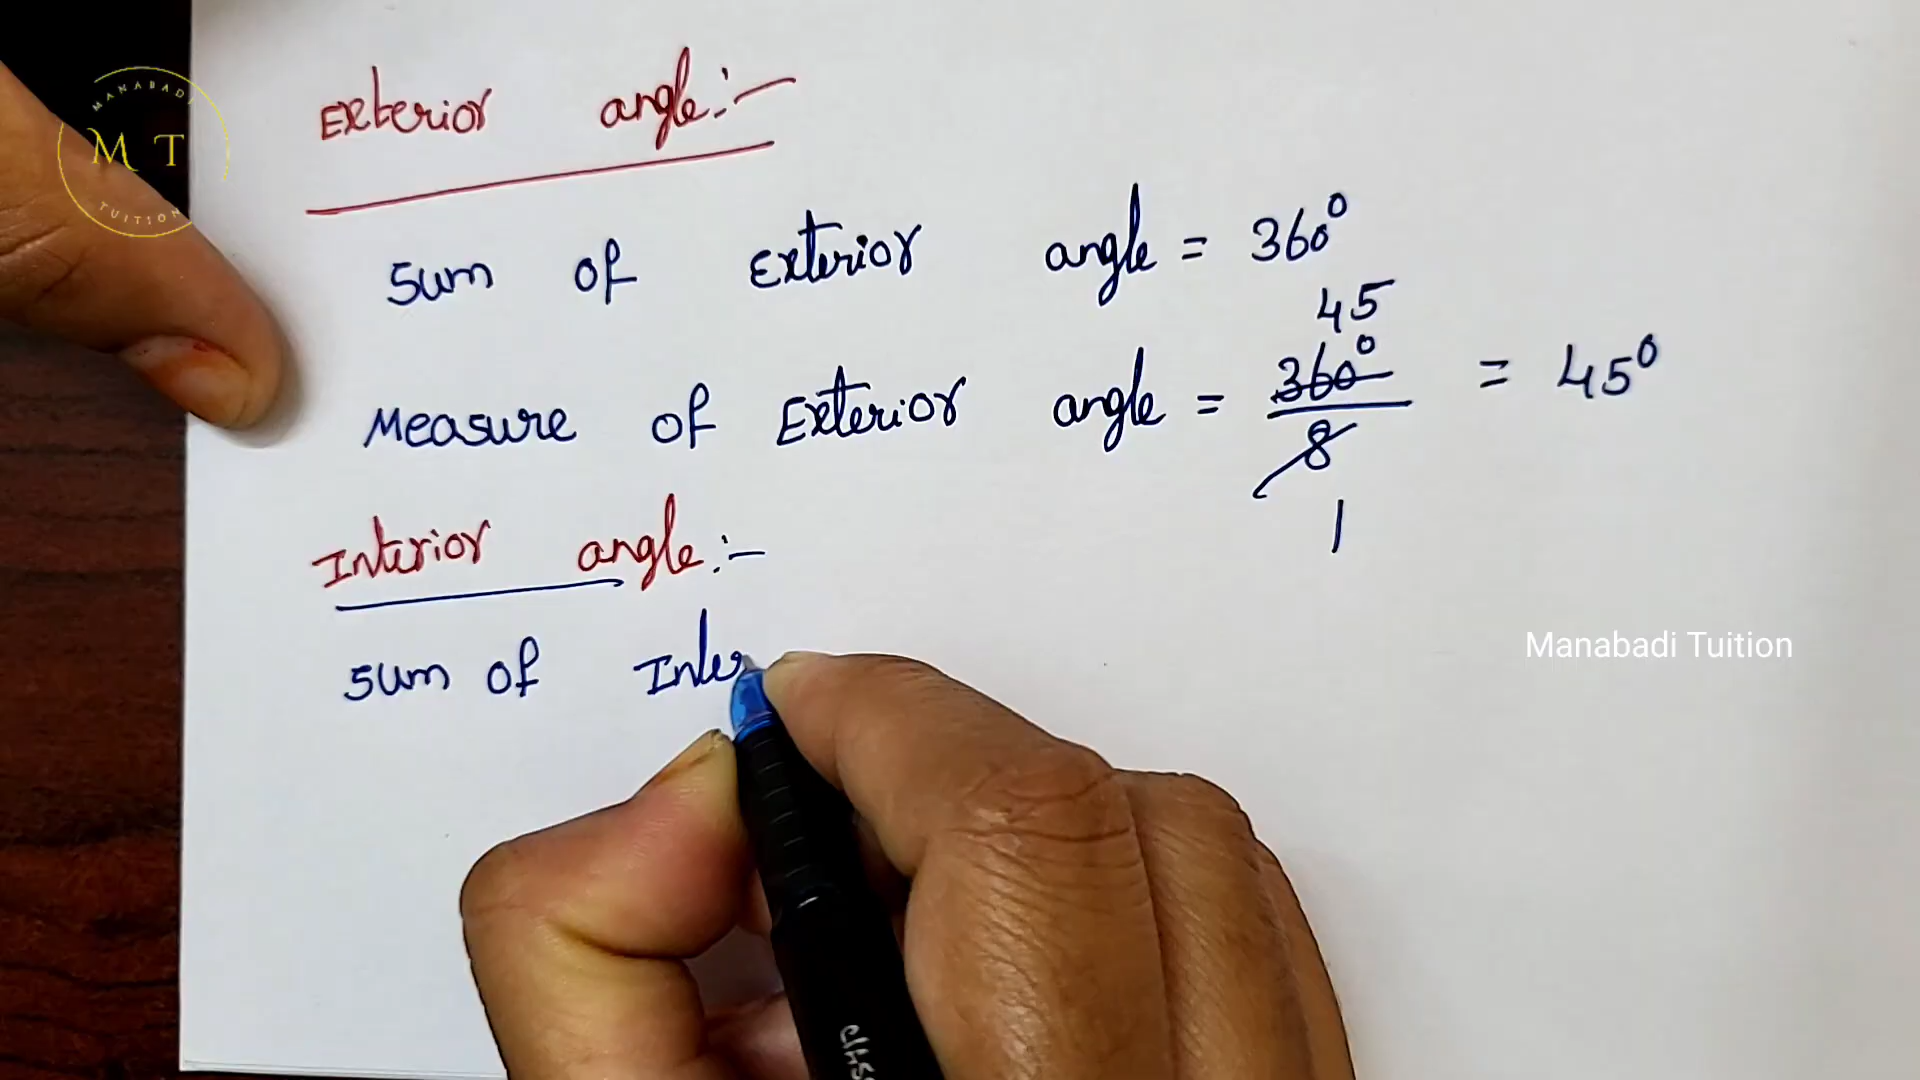 MANABADI
M T
TUITION
Exterior angle:-
Sum of Exterior angle = 360°
45
Measure of Exterior angle = 360°/8 = 45°
1
Interior angle:-
Sum of Inter
Manabadi Tuition